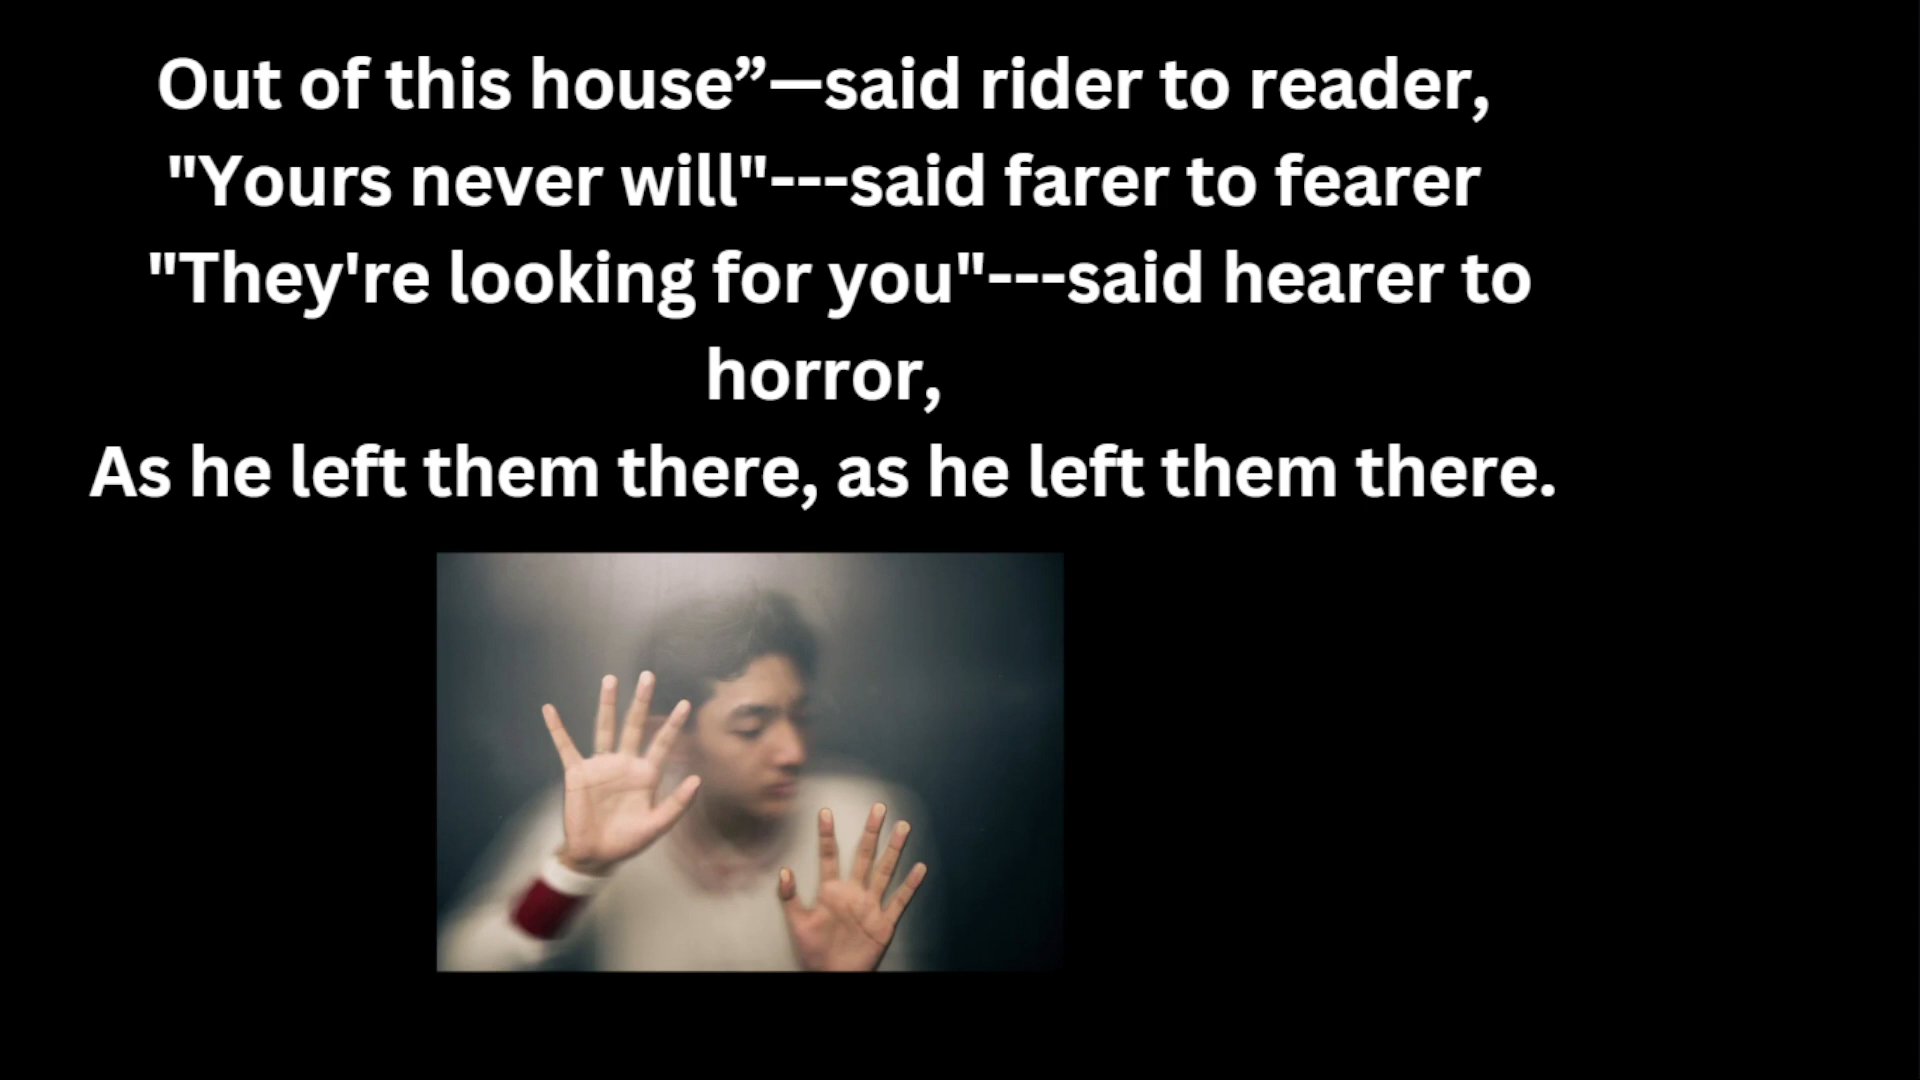 Out of this house”—said rider to reader,
"Yours never will"---said farer to fearer
"They're looking for you"---said hearer to
horror,
As he left them there, as he left them there.